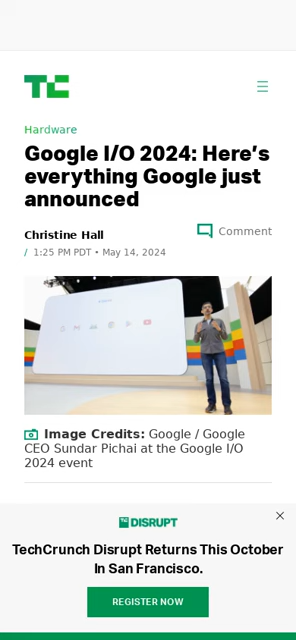 Hardware
Google I/O 2024: Here's
everything Google just
announced
Christine Hall
Comment
/ 1:25 PM PDT • May 14, 2024
Image Credits: Google / Google
CEO Sundar Pichai at the Google I/O
2024 event
DISRUPT
TechCrunch Disrupt Returns This October
In San Francisco.
REGISTER NOW